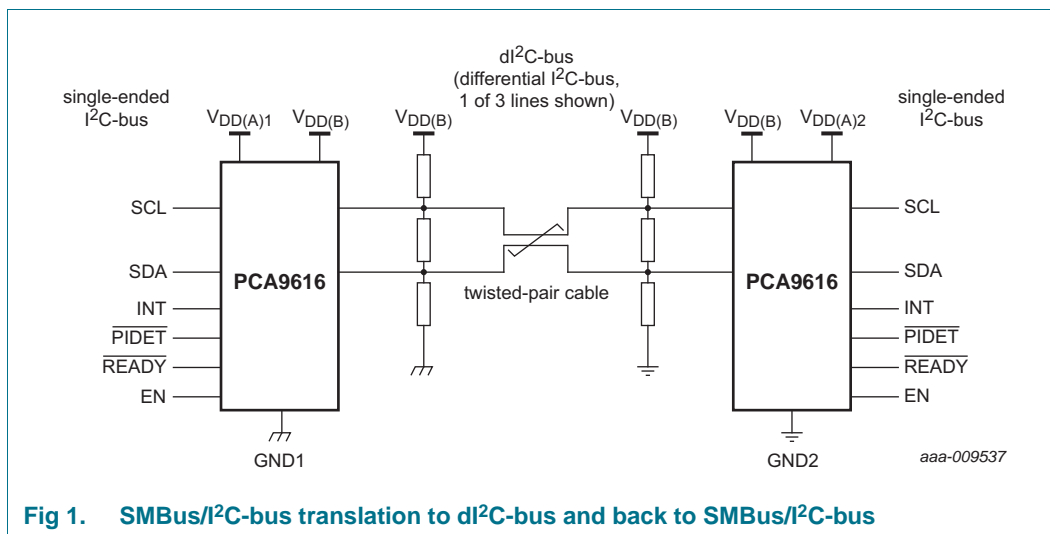 dI²C-bus
(differential I²C-bus,
1 of 3 lines shown)
single-ended
I²C-bus
single-ended
I²C-bus
VDD(A)1
VDD(B)
VDD(B)
VDD(B)
VDD(B)
VDD(A)2
SCL
SDA
INT
PIDET
READY
EN
PCA9616
GND1
twisted-pair cable
PCA9616
GND2
SCL
SDA
INT
PIDET
READY
EN
aaa-009537
Fig 1. SMBus/I²C-bus translation to dI²C-bus and back to SMBus/I²C-bus